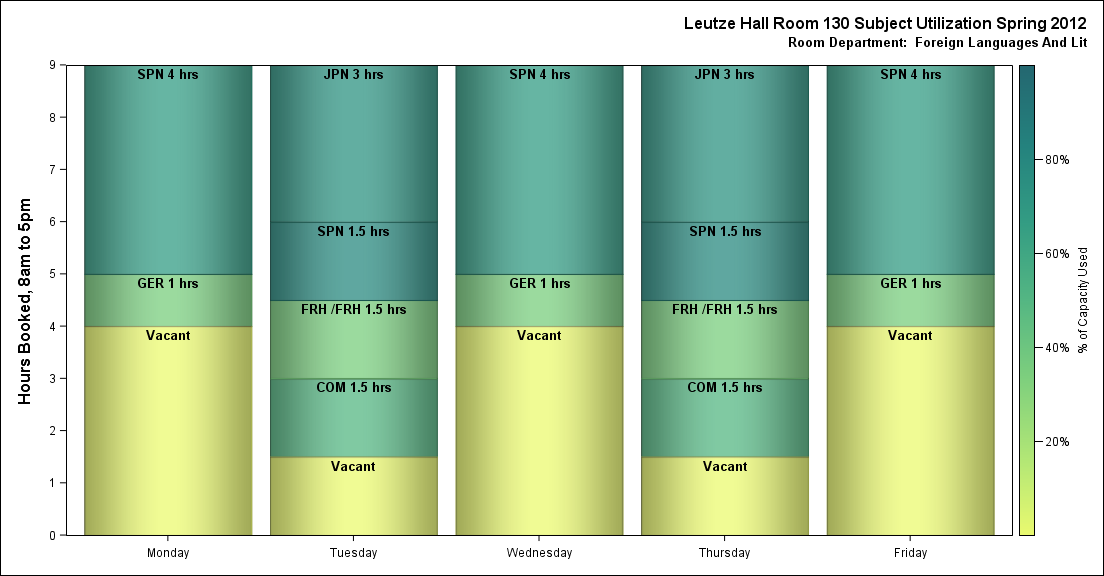 Leutze Hall Room 130 Subject Utilization Spring 2012
Room Department:  Foreign Languages And Lit
Hours Booked, 8am to 5pm
9
8
7
6
5
4
3
2
1
0
SPN 4 hrs
GER 1 hrs
Vacant
JPN 3 hrs
SPN 1.5 hrs
FRH /FRH 1.5 hrs
COM 1.5 hrs
Vacant
SPN 4 hrs
GER 1 hrs
Vacant
JPN 3 hrs
SPN 1.5 hrs
FRH /FRH 1.5 hrs
COM 1.5 hrs
Vacant
SPN 4 hrs
GER 1 hrs
Vacant
Monday
Tuesday
Wednesday
Thursday
Friday
80%
60%
40%
20%
% of Capacity Used